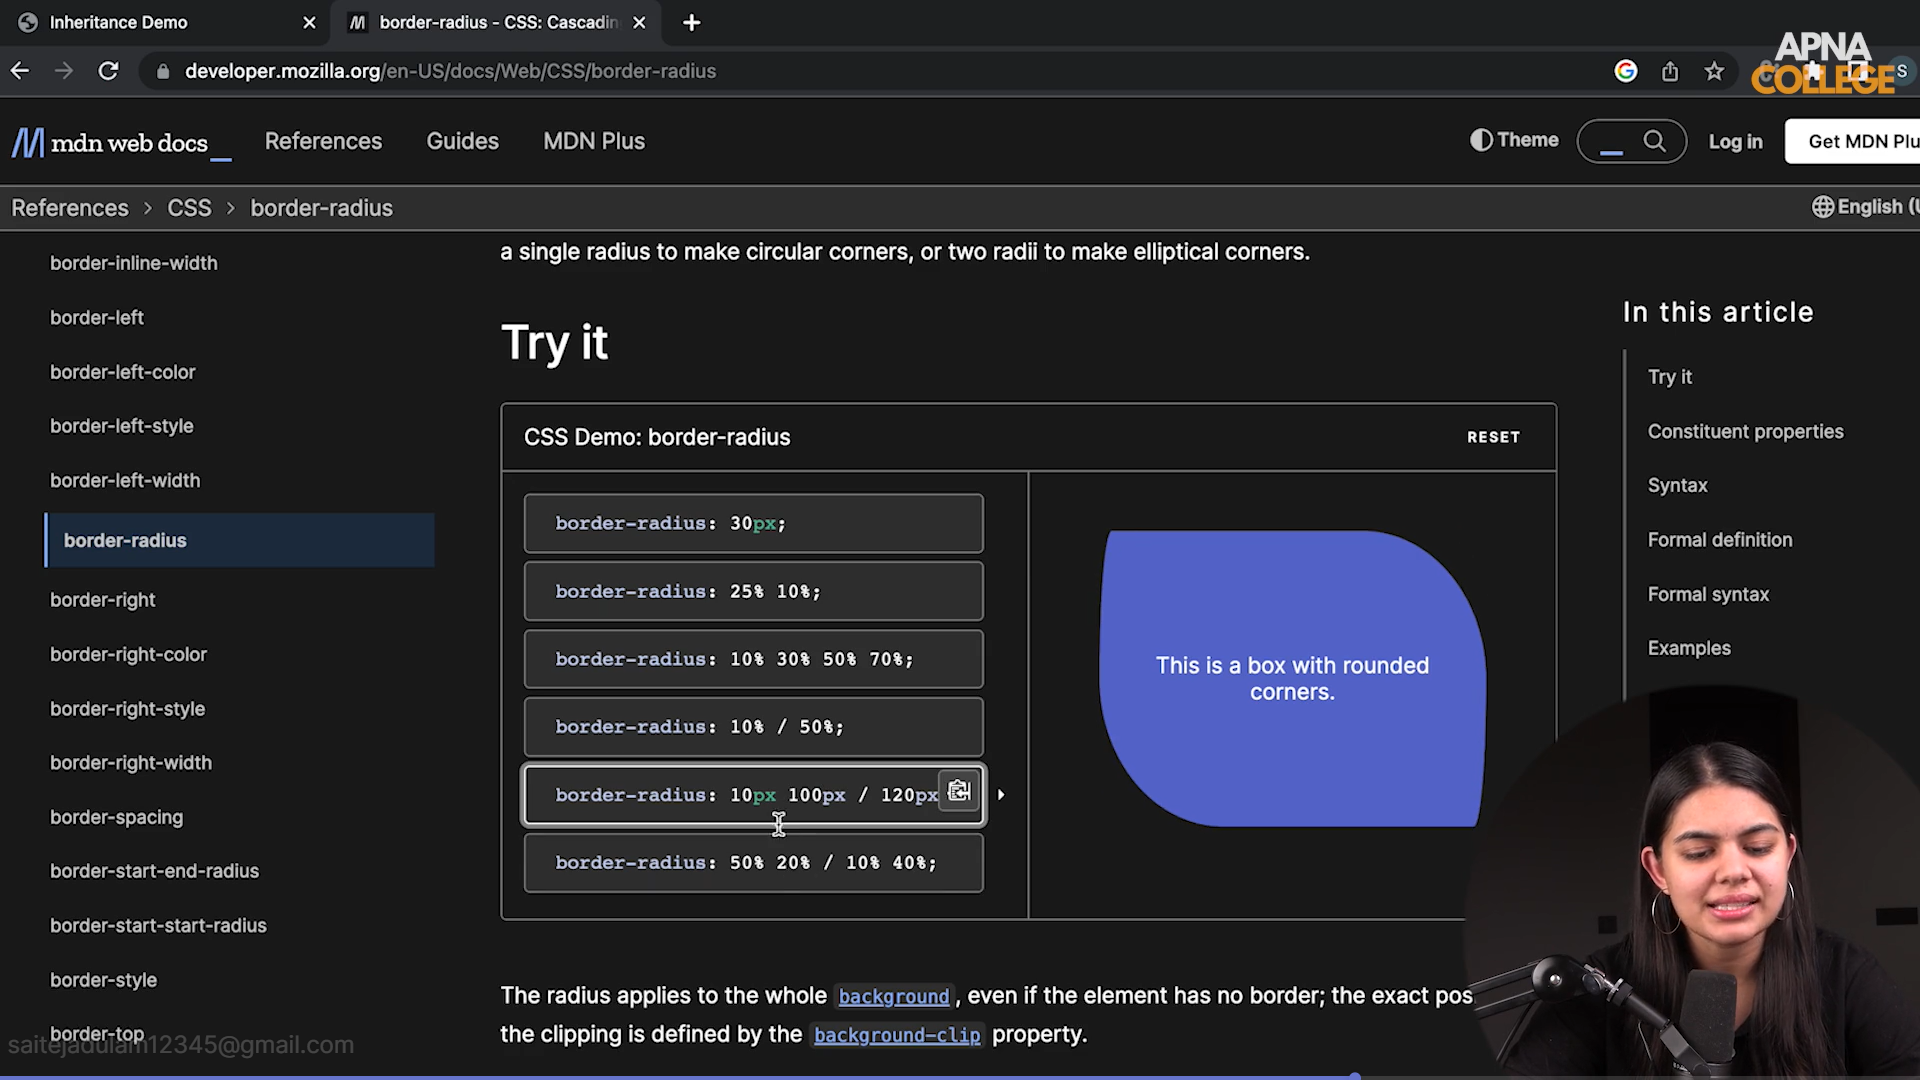 Inheritance Demo
border-radius - CSS: Cascadin
APNA
COLLEGE
developer.mozilla.org/en-US/docs/Web/CSS/border-radius
S
mdn web docs_
References
Guides
MDN Plus
Theme
Log in
Get MDN Plu
References > CSS > border-radius
English (U
border-inline-width
border-left
border-left-color
border-left-style
border-left-width
border-radius
border-right
border-right-color
border-right-style
border-right-width
border-spacing
border-start-end-radius
border-start-start-radius
border-style
border-top
saitejadulam12345@gmail.com
a single radius to make circular corners, or two radii to make elliptical corners.
Try it
CSS Demo: border-radius
RESET
border-radius: 30px;
border-radius: 25% 10%;
border-radius: 10% 30% 50% 70%;
border-radius: 10% / 50%;
border-radius: 10px 100px / 120px
border-radius: 50% 20% / 10% 40%;
This is a box with rounded
corners.
The radius applies to the whole background, even if the element has no border; the exact pos
the clipping is defined by the background-clip property.
In this article
Try it
Constituent properties
Syntax
Formal definition
Formal syntax
Examples